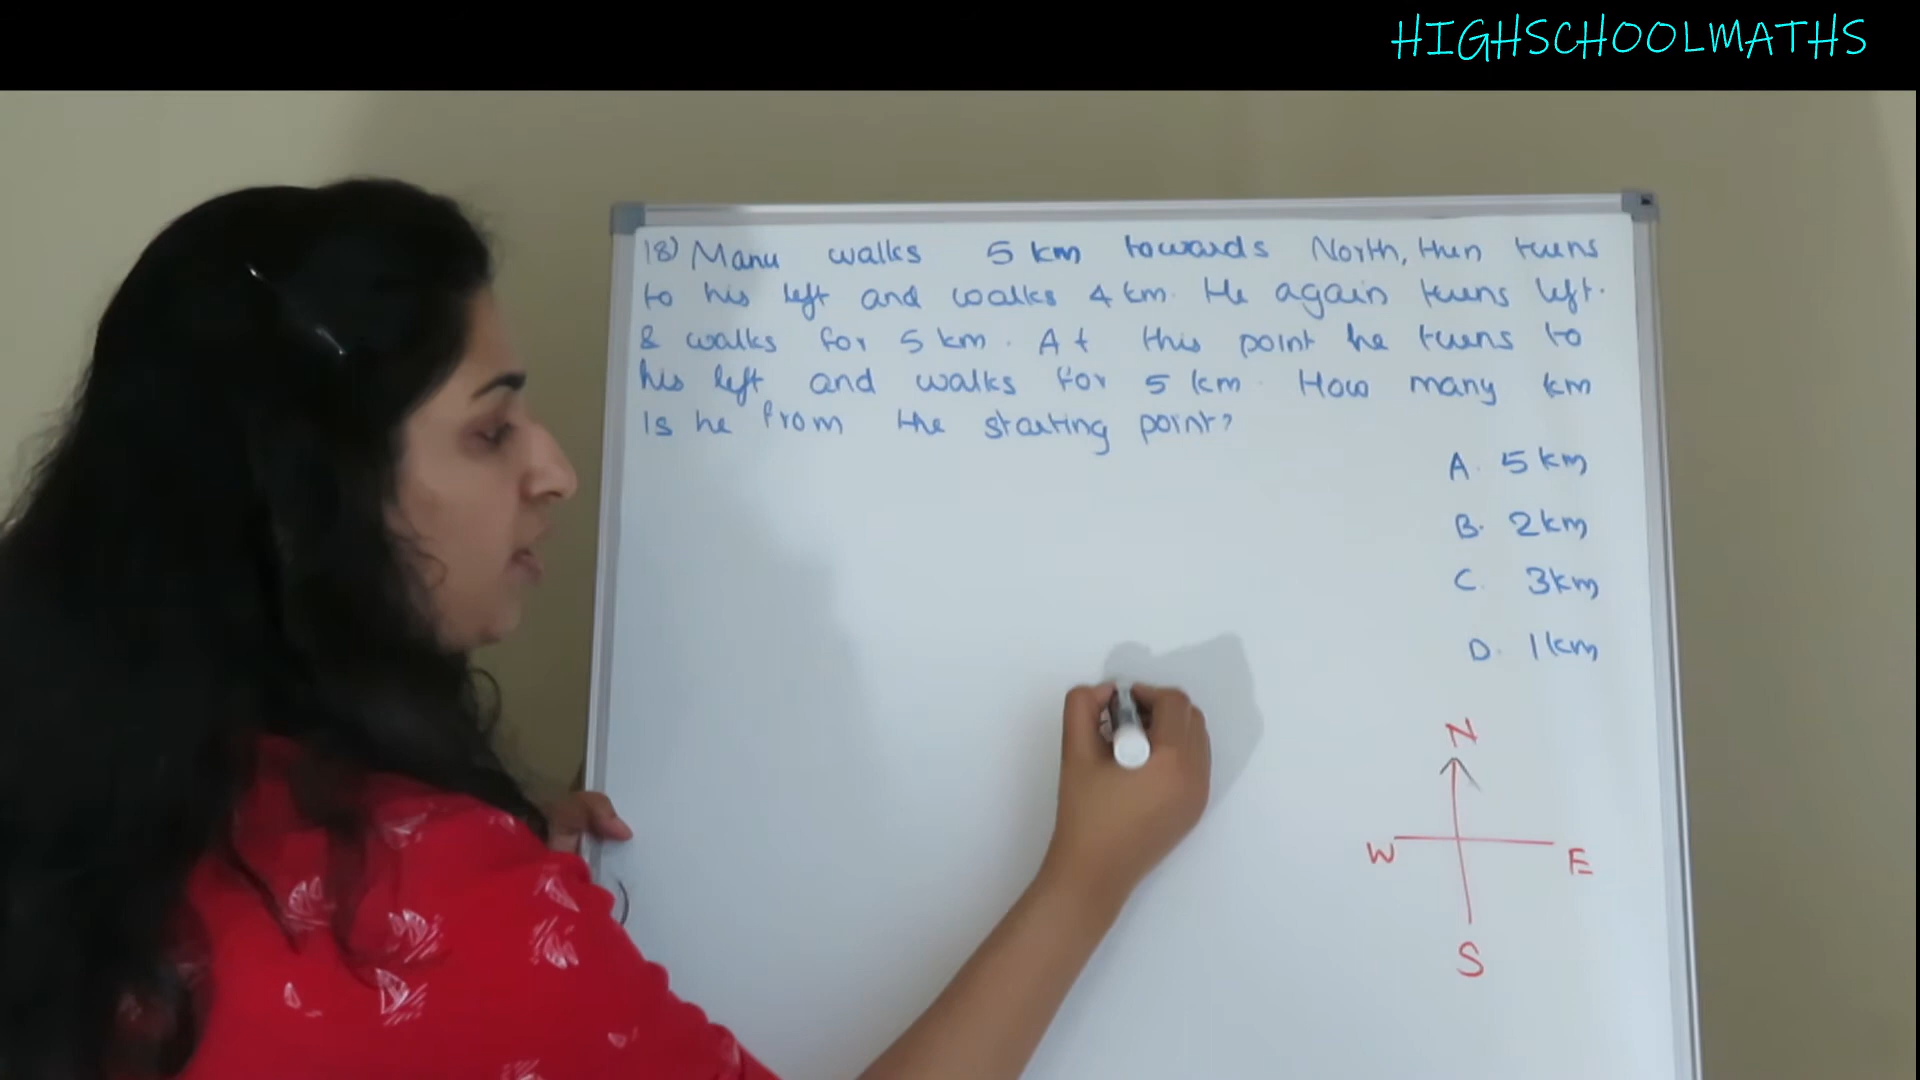 HIGHSCHOOLMATHS
18) Manu walks 5 km towards North, then turns
to his left and walks 4 km. He again turns left.
& walks for 5 km. At this point he turns to
his left and walks for 5 km. How many km
Is he from the starting point?
A. 5 km
B. 2 km
C. 3 km
D. 1 km
N
W E
S